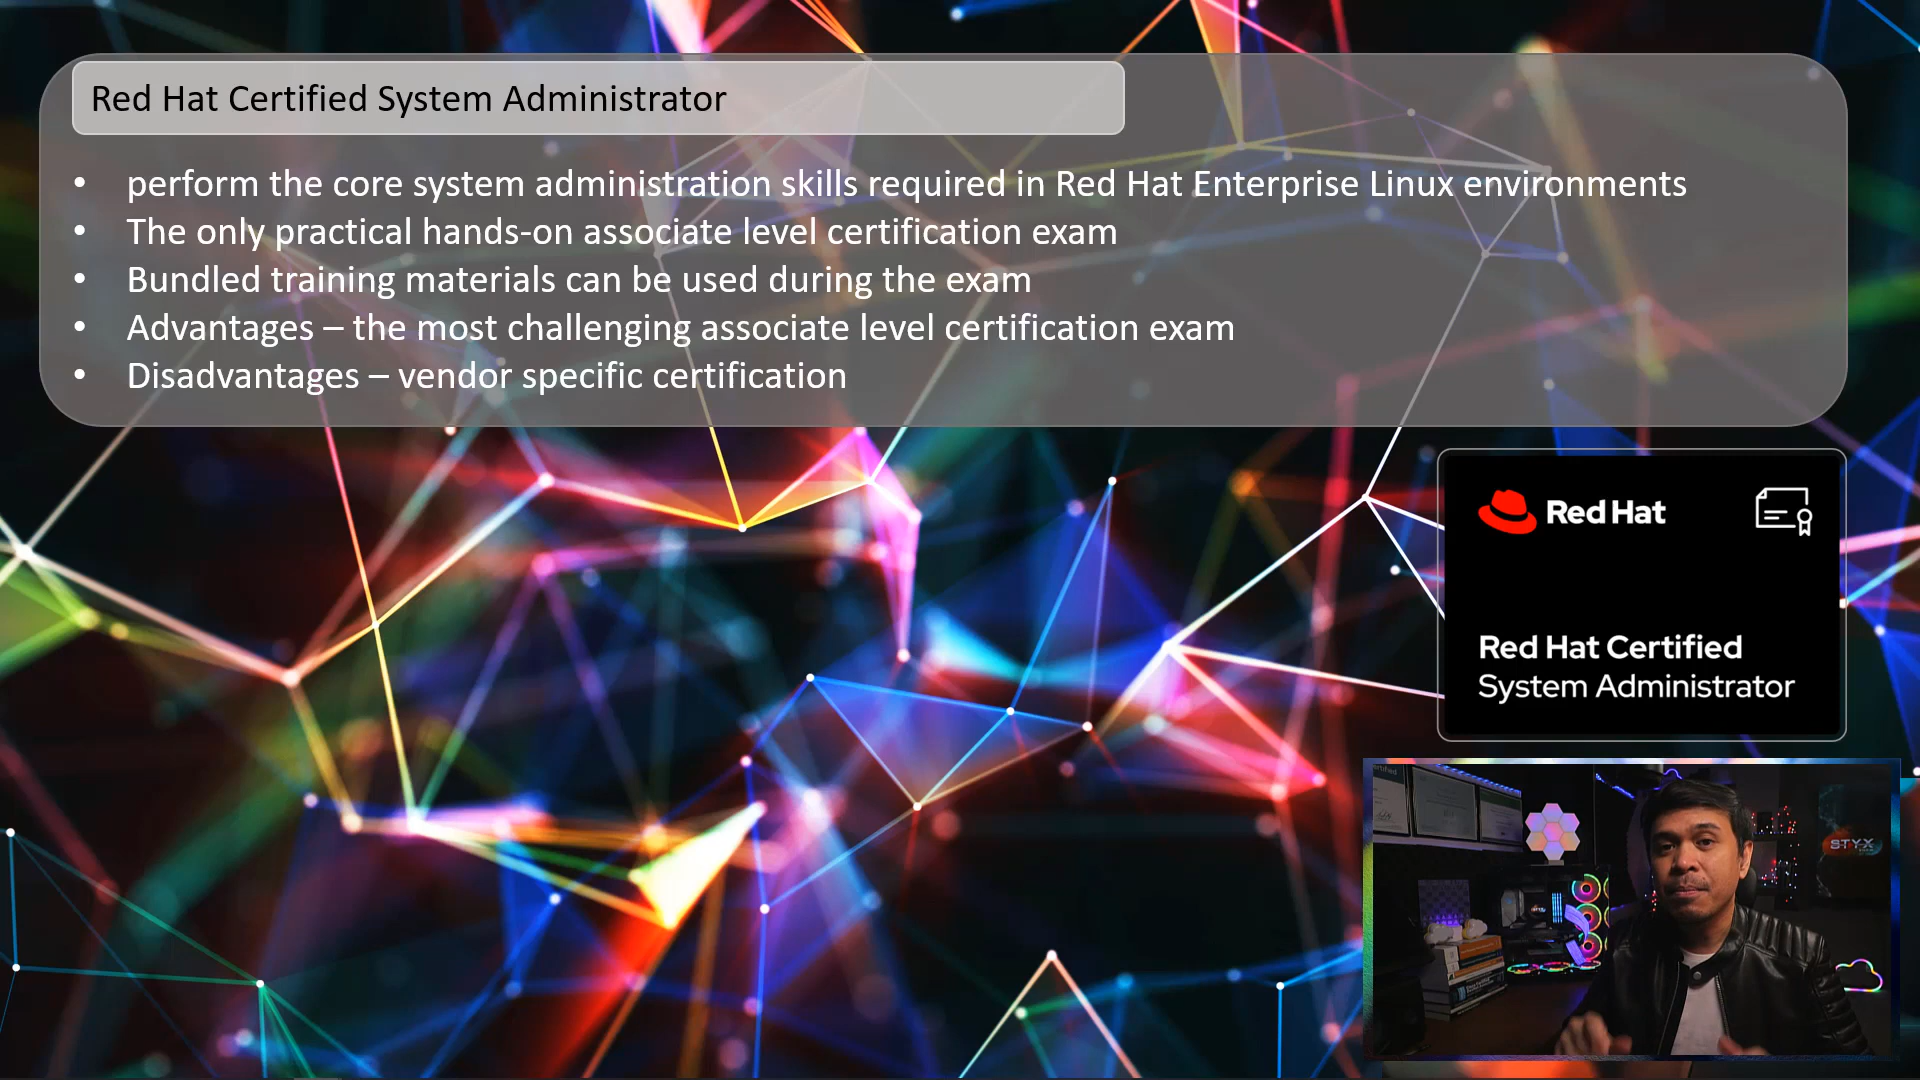 Red Hat Certified System Administrator
• perform the core system administration skills required in Red Hat Enterprise Linux environments
• The only practical hands-on associate level certification exam
• Bundled training materials can be used during the exam
• Advantages – the most challenging associate level certification exam
• Disadvantages – vendor specific certification
Red Hat
Red Hat Certified
System Administrator
STYX